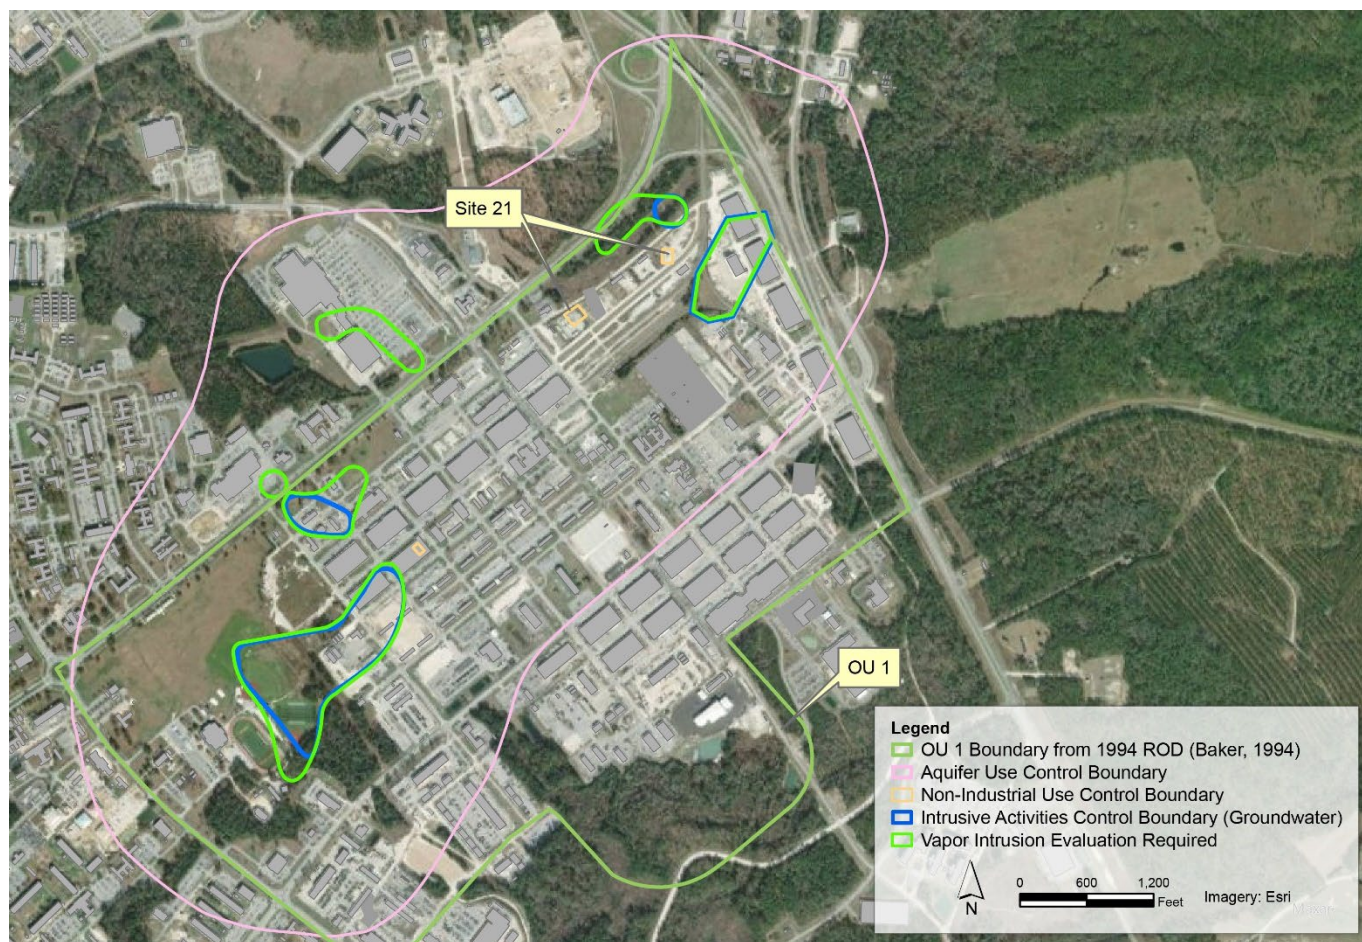 Site 21
OU 1
Legend
OU 1 Boundary from 1994 ROD (Baker, 1994)
Aquifer Use Control Boundary
Non-Industrial Use Control Boundary
Intrusive Activities Control Boundary (Groundwater)
Vapor Intrusion Evaluation Required
N
0 600 1,200
Feet
Imagery: Esri